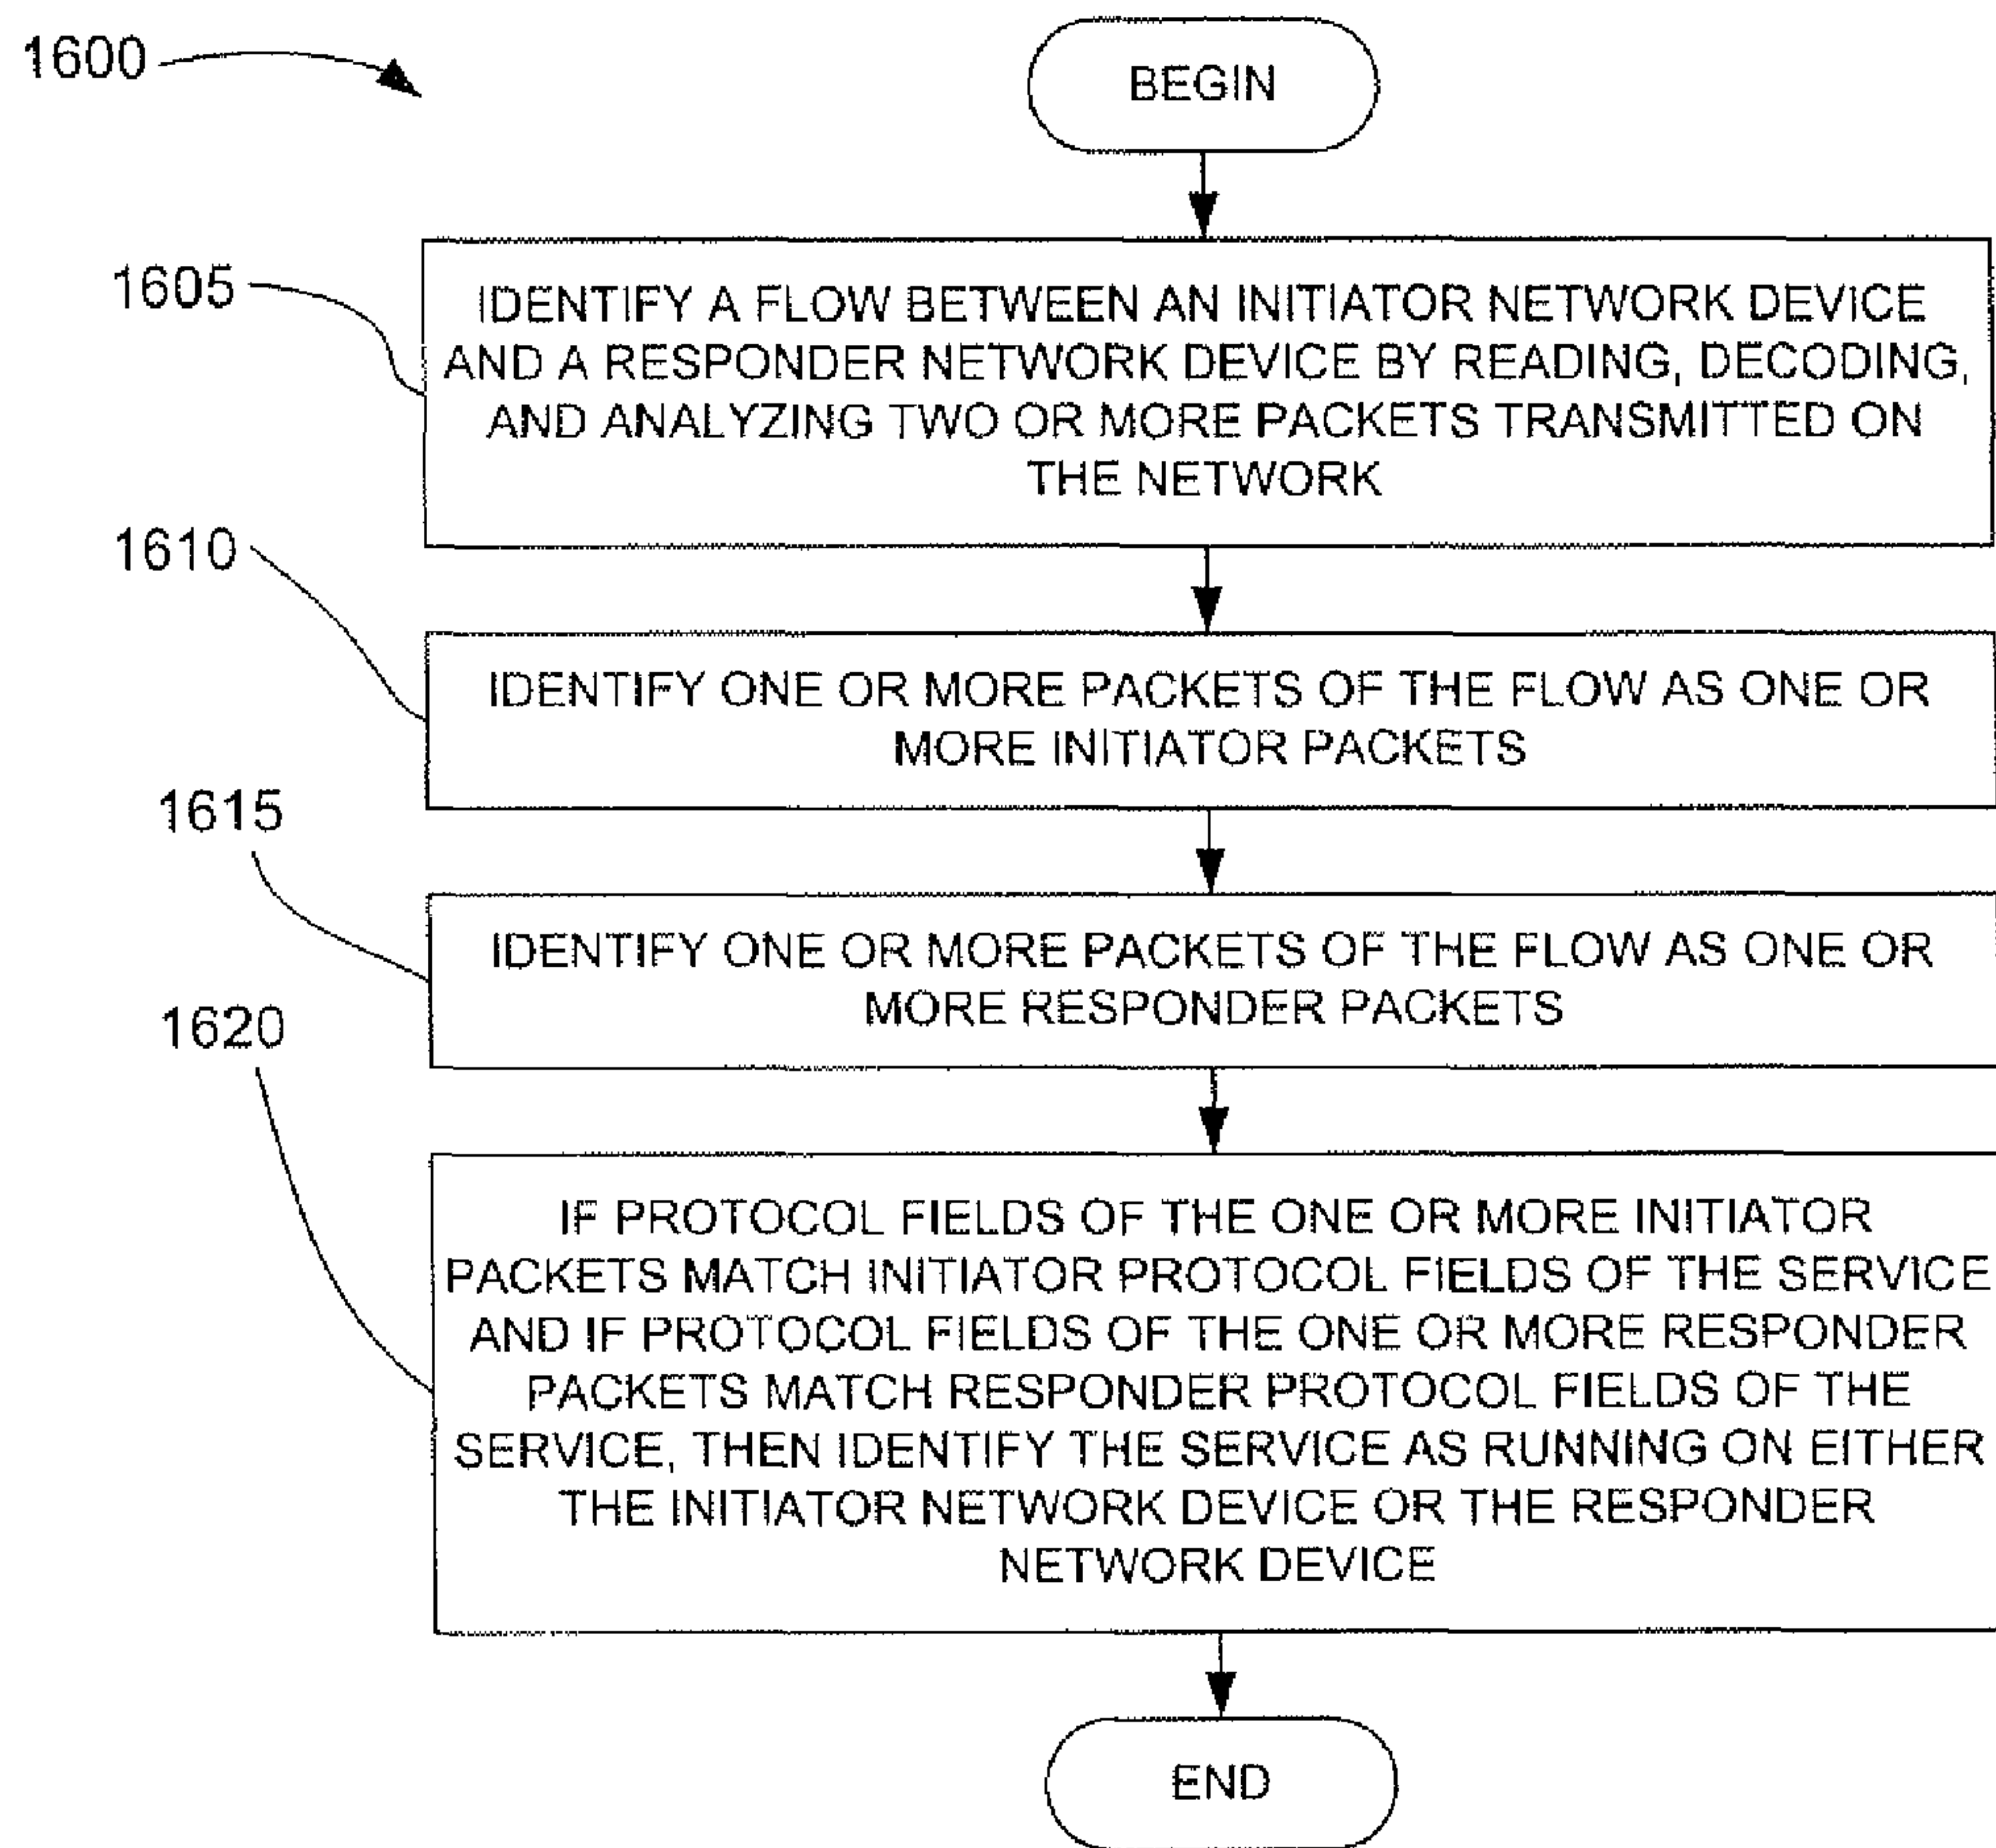 1600
BEGIN
1605
IDENTIFY A FLOW BETWEEN AN INITIATOR NETWORK DEVICE
AND A RESPONDER NETWORK DEVICE BY READING, DECODING,
AND ANALYZING TWO OR MORE PACKETS TRANSMITTED ON
THE NETWORK
1610
IDENTIFY ONE OR MORE PACKETS OF THE FLOW AS ONE OR
MORE INITIATOR PACKETS
1615
IDENTIFY ONE OR MORE PACKETS OF THE FLOW AS ONE OR
MORE RESPONDER PACKETS
1620
IF PROTOCOL FIELDS OF THE ONE OR MORE INITIATOR
PACKETS MATCH INITIATOR PROTOCOL FIELDS OF THE SERVICE
AND IF PROTOCOL FIELDS OF THE ONE OR MORE RESPONDER
PACKETS MATCH RESPONDER PROTOCOL FIELDS OF THE
SERVICE, THEN IDENTIFY THE SERVICE AS RUNNING ON EITHER
THE INITIATOR NETWORK DEVICE OR THE RESPONDER
NETWORK DEVICE
END